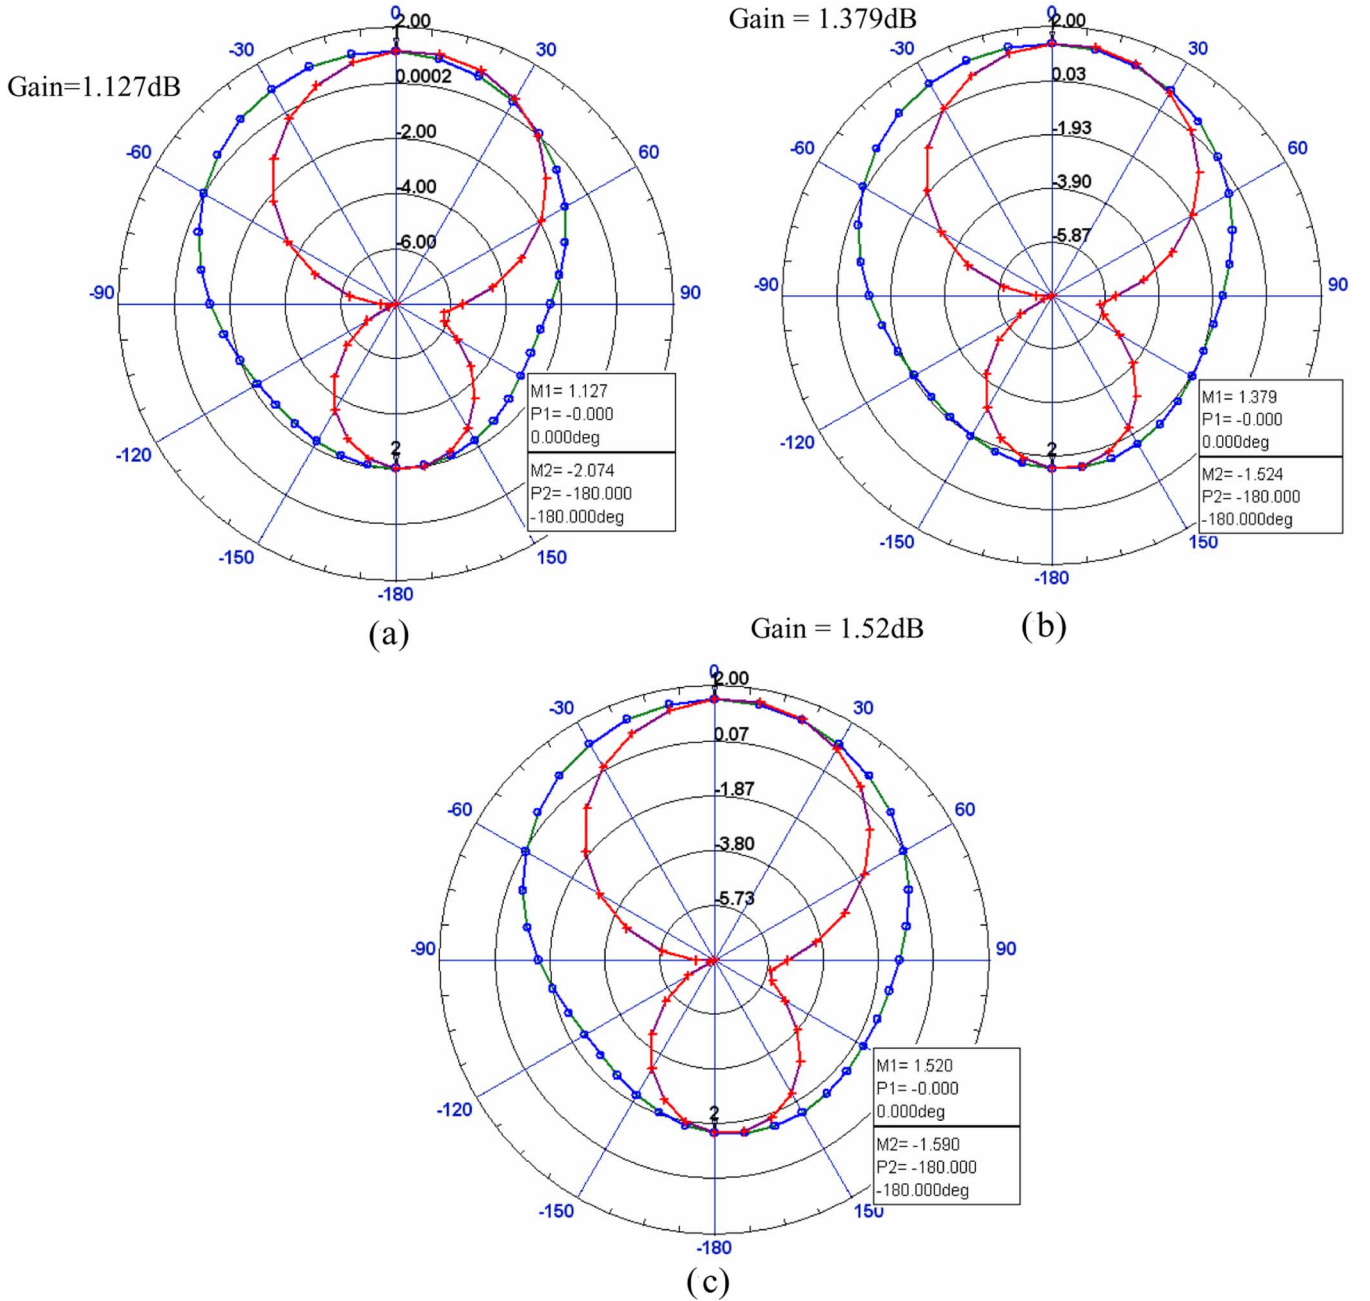 Gain=1.127dB
0
1
2.00
-30
30
0.0002
-60
60
-2.00
-4.00
-6.00
-90
90
2
-120
M1= 1.127
P1= -0.000
0.000deg
M2= -2.074
P2= -180.000
-180.000deg
-150
150
-180
(a)
Gain = 1.379dB
0
2.00
-30
30
0.03
-60
60
-1.93
-3.90
-5.87
-90
90
2
-120
M1= 1.379
P1= -0.000
0.000deg
M2= -1.524
P2= -180.000
-180.000deg
-150
150
-180
(b)
Gain = 1.52dB
0
2.00
-30
30
0.07
-60
60
-1.87
-3.80
-5.73
-90
90
2
-120
M1= 1.520
P1= -0.000
0.000deg
M2= -1.590
P2= -180.000
-180.000deg
-150
150
-180
(c)